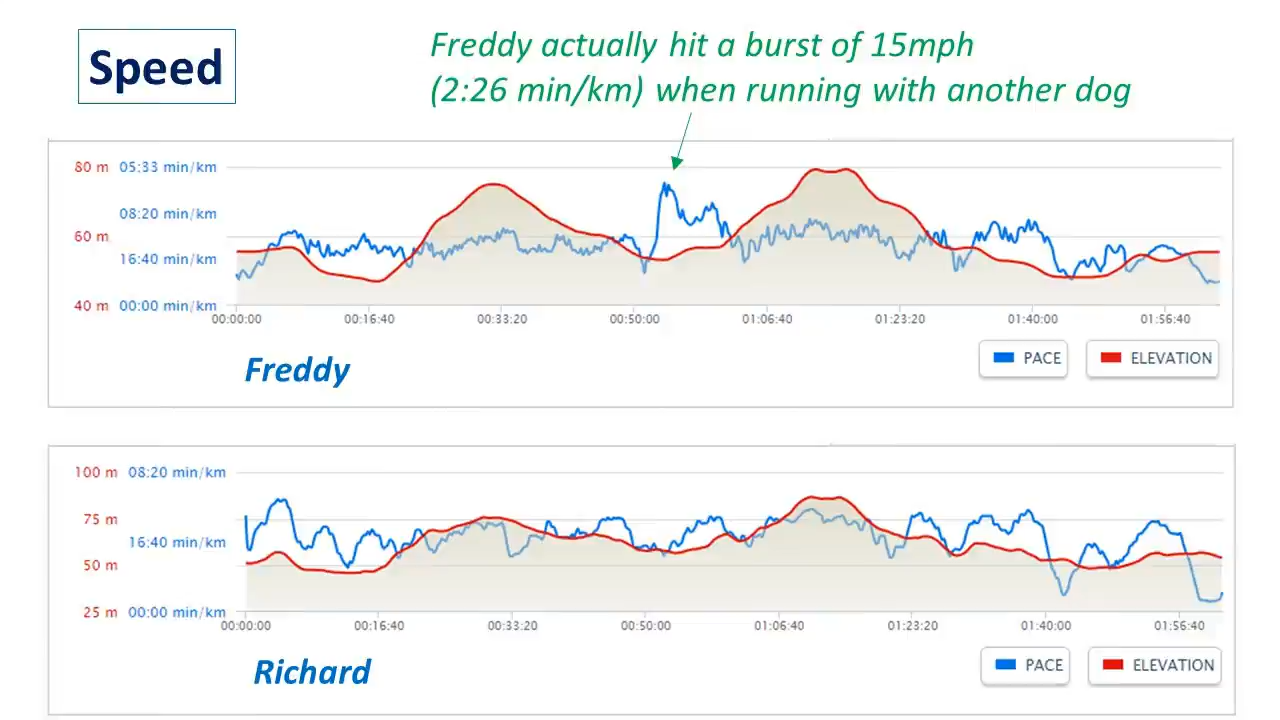 Speed
Freddy actually hit a burst of 15mph
(2:26 min/km) when running with another dog
80 m 05:33 min/km
08:20 min/km
60 m
16:40 min/km
40 m 00:00 min/km
00:00:00 00:16:40 00:33:20 00:50:00 01:06:40 01:23:20 01:40:00 01:56:40
PACE ELEVATION
Freddy
100 m 08:20 min/km
75 m
16:40 min/km
50 m
25 m 00:00 min/km
00:00:00 00:16:40 00:33:20 00:50:00 01:06:40 01:23:20 01:40:00 01:56:40
PACE ELEVATION
Richard